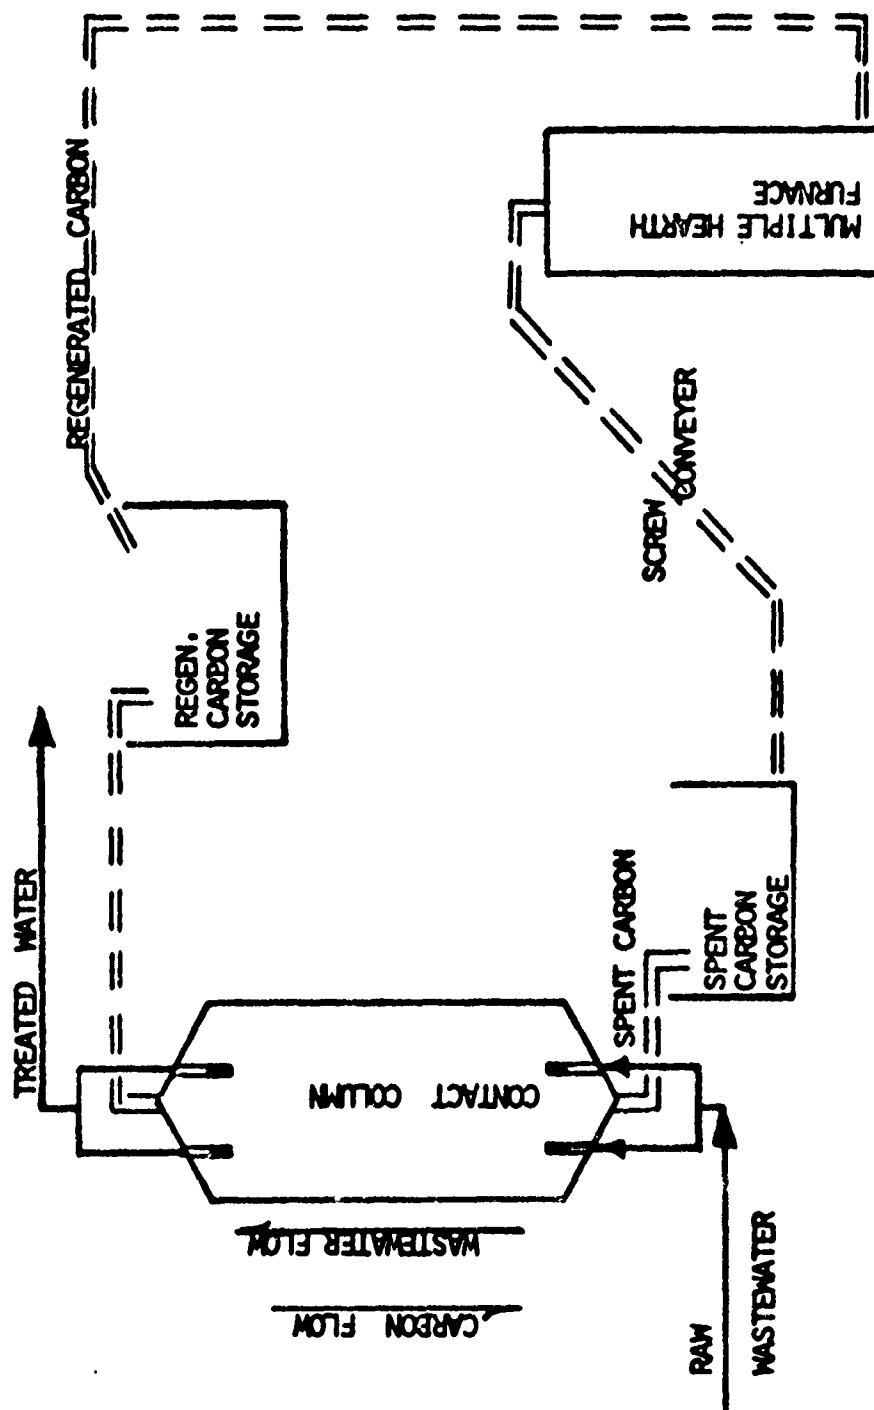 TREATED WATER
REGENERATED CARBON
REGEN.
CARBON
STORAGE
CONTACT COLUMN
WASTEWATER FLOW
CARBON FLOW
SPENT CARBON
SPENT
CARBON
STORAGE
SCREW
CONVEYER
MULTIPLE HEARTH
FURNACE
RAW
WASTEWATER